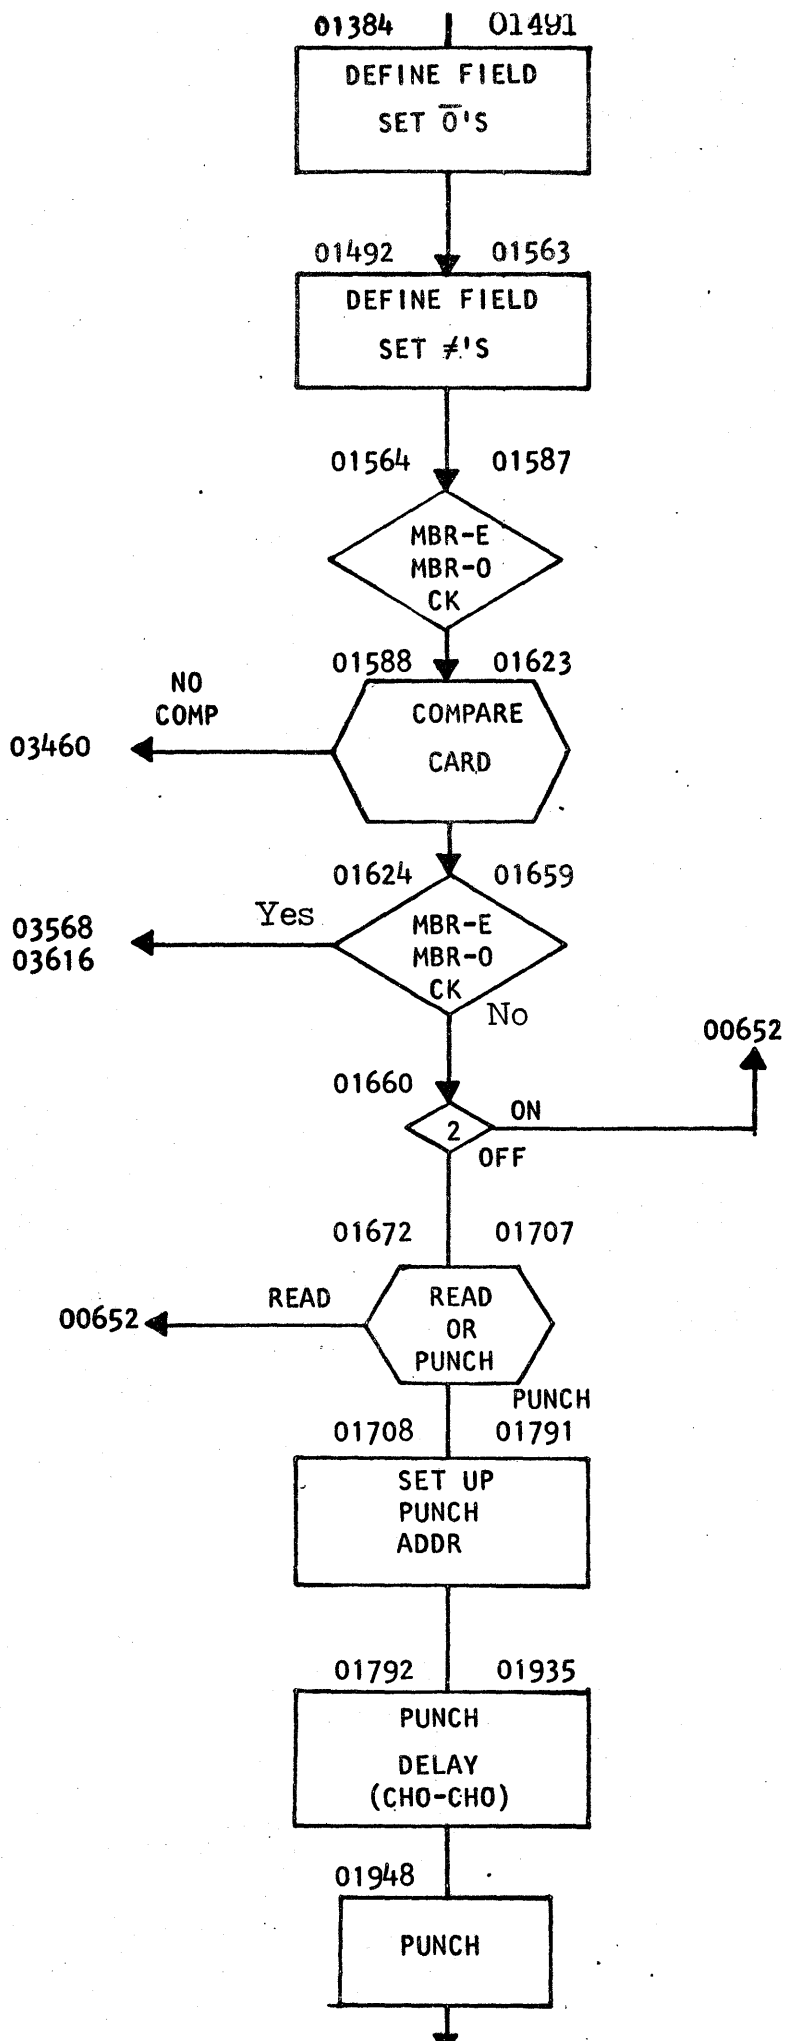 01384 01491
DEFINE FIELD
SET 0̅'S
01492 01563
DEFINE FIELD
SET ≠'S
01564 01587
MBR-E
MBR-O
CK
01588 01623
NO
COMP
COMPARE
CARD
03460
01624 01659
Yes
03568
03616
MBR-E
MBR-O
CK
No
00652
01660
ON
2
OFF
01672 01707
READ
00652
READ
OR
PUNCH
PUNCH
01708 01791
SET UP
PUNCH
ADDR
01792 01935
PUNCH
DELAY
(CHO-CHO)
01948
PUNCH